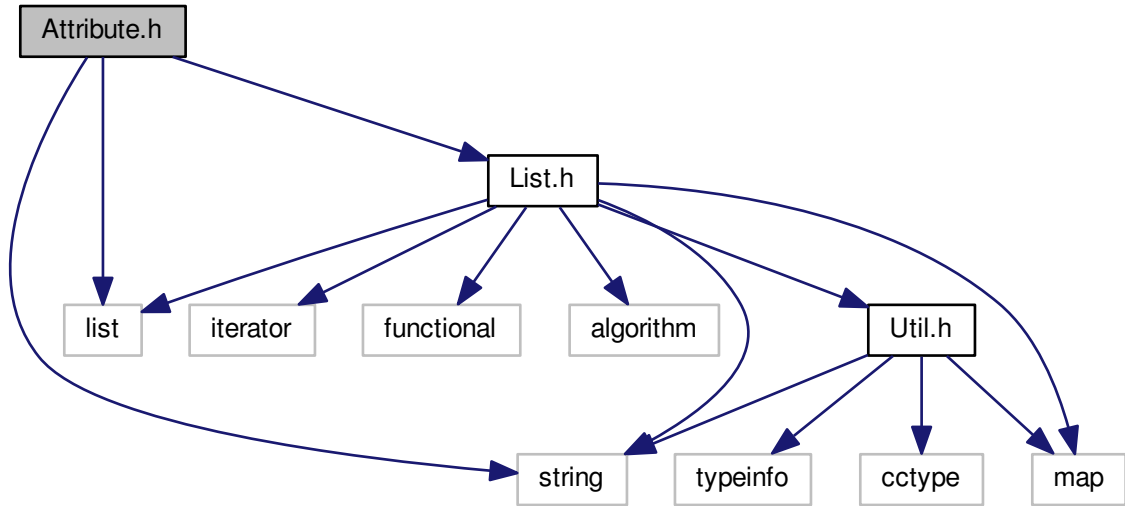 Attribute.h
List.h
list
iterator
functional
algorithm
Util.h
string
typeinfo
cctype
map